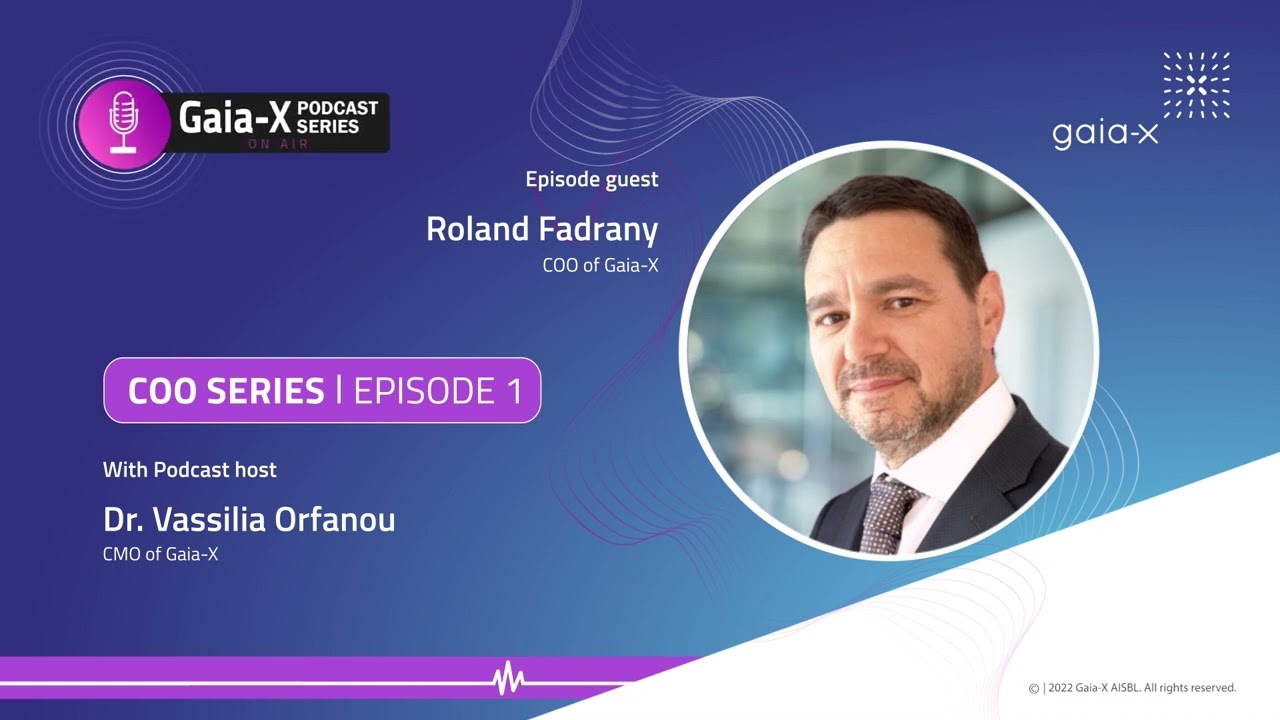 Gaia-X PODCAST
SERIES
ON AIR
gaia-x
Episode guest
Roland Fadrany
COO of Gaia-X
COO SERIES | EPISODE 1
With Podcast host
Dr. Vassilia Orfanou
CMO of Gaia-X
© | 2022 Gaia-X AISBL. All rights reserved.